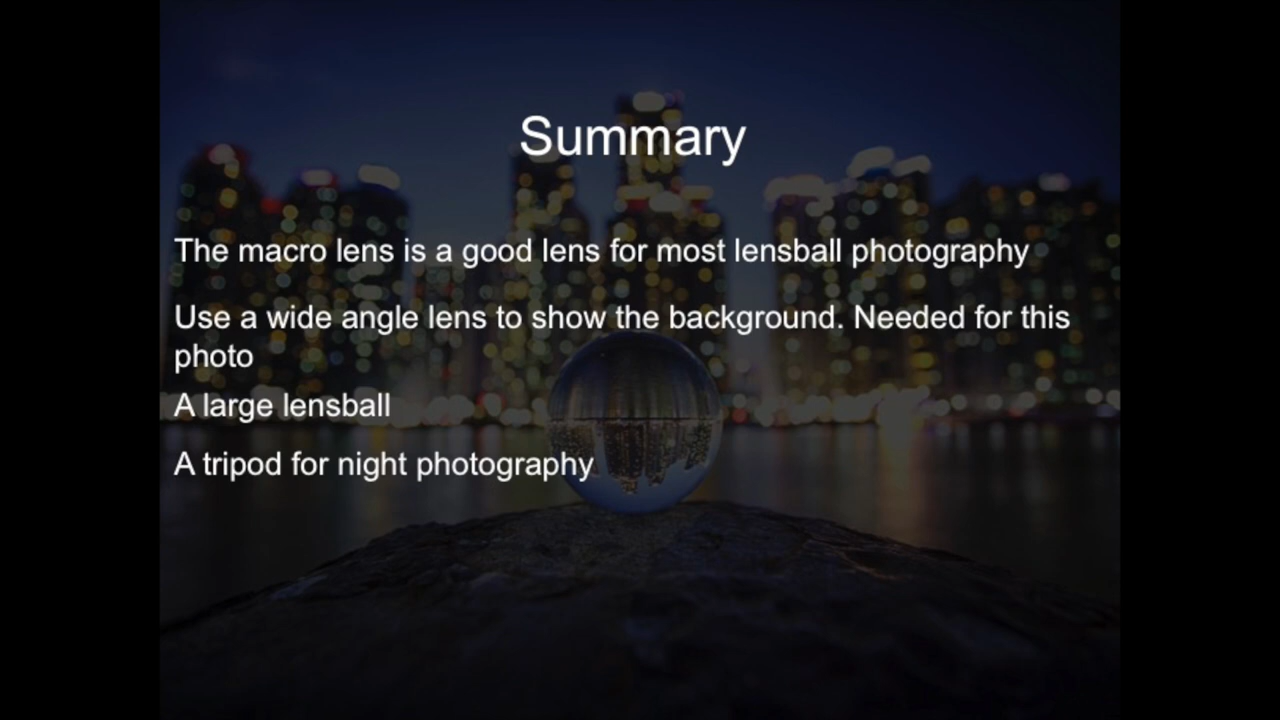 Summary
The macro lens is a good lens for most lensball photography
Use a wide angle lens to show the background. Needed for this
photo
A large lensball
A tripod for night photography